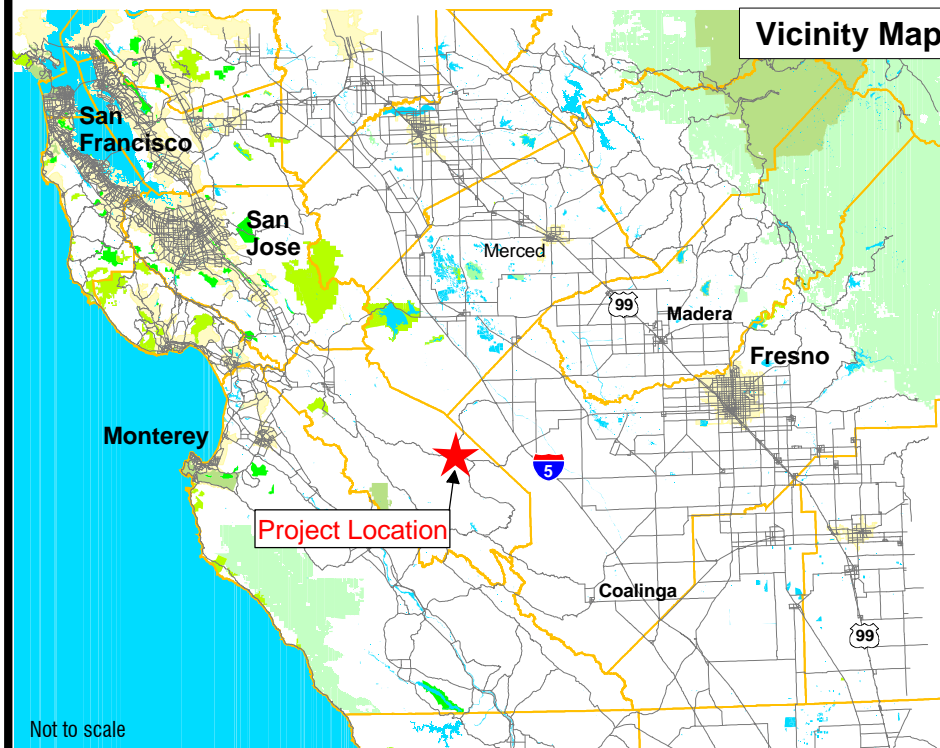 Vicinity Map
San
Francisco
San
Jose
Merced
99
Madera
Fresno
Monterey
5
Project Location
Coalinga
99
Not to scale